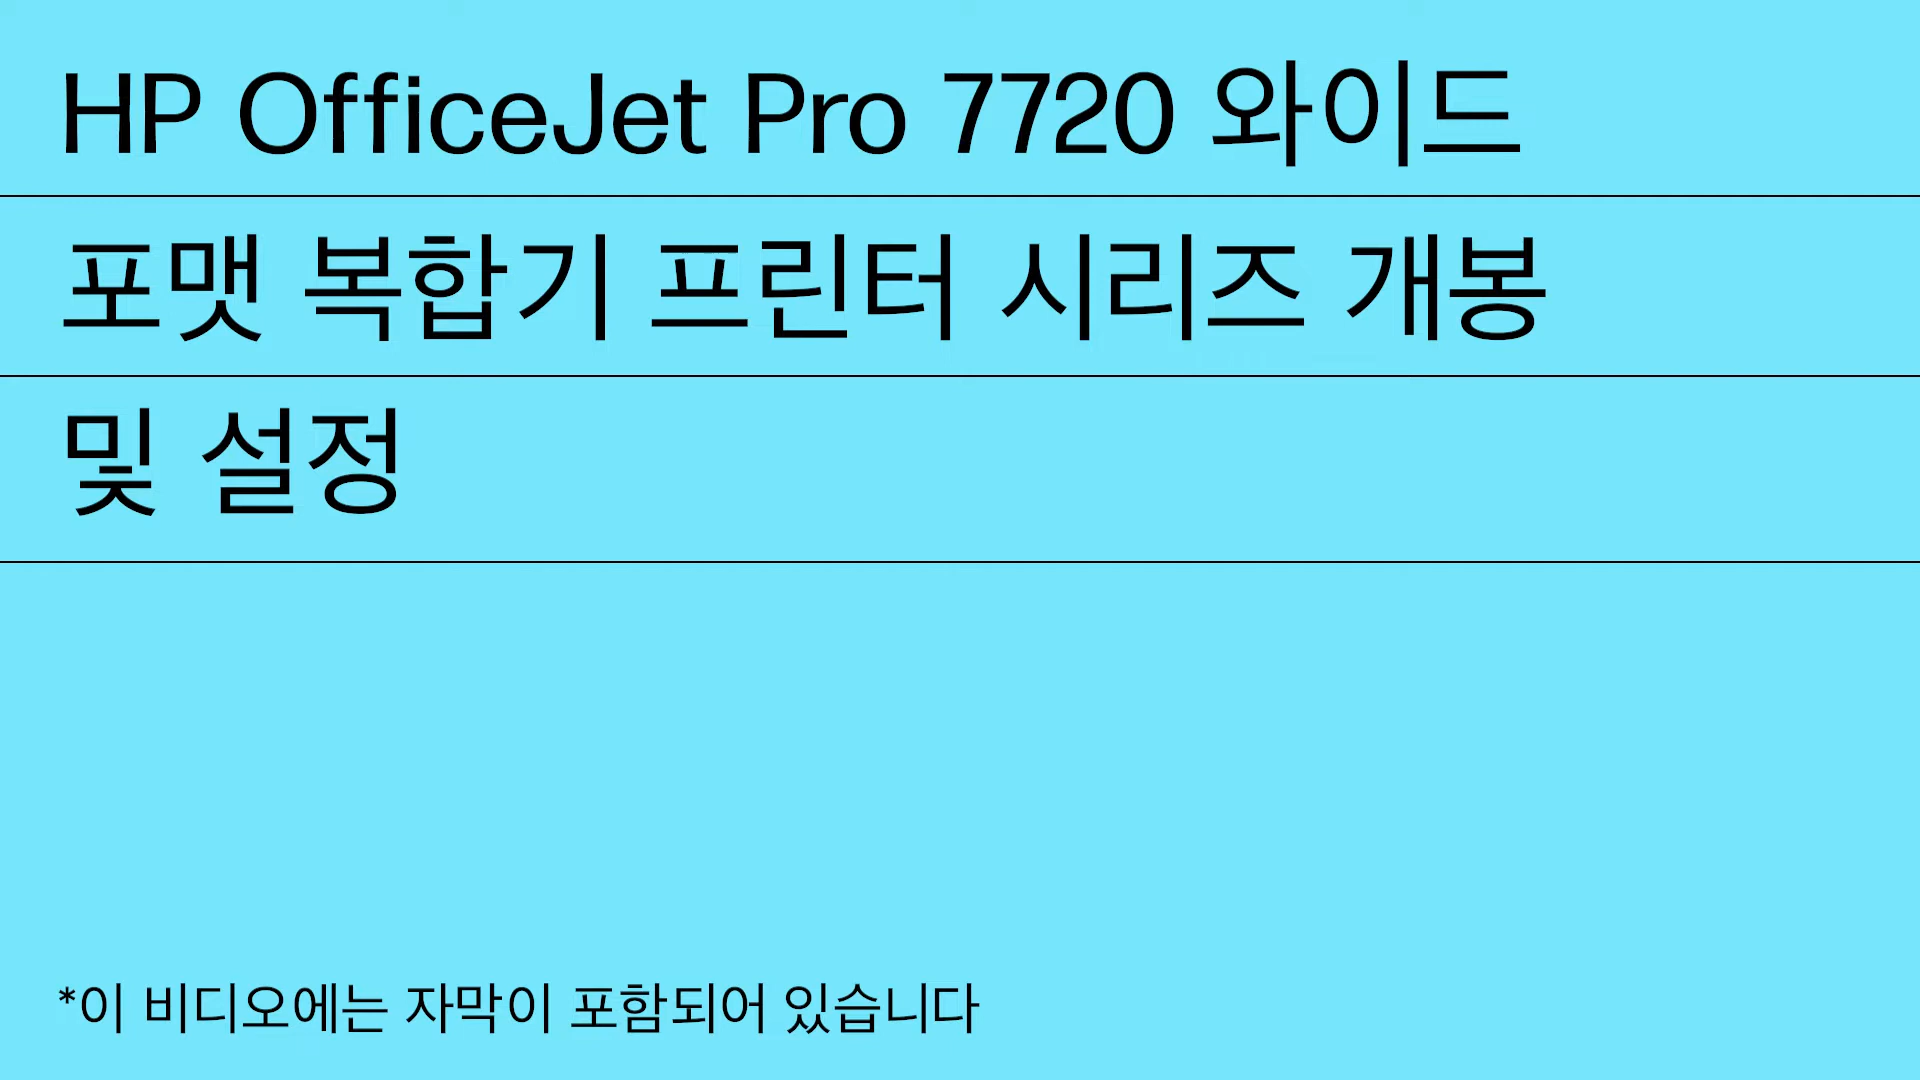 HP OfficeJet Pro 7720 와이드
포맷 복합기 프린터 시리즈 개봉
및 설정
*이 비디오에는 자막이 포함되어 있습니다